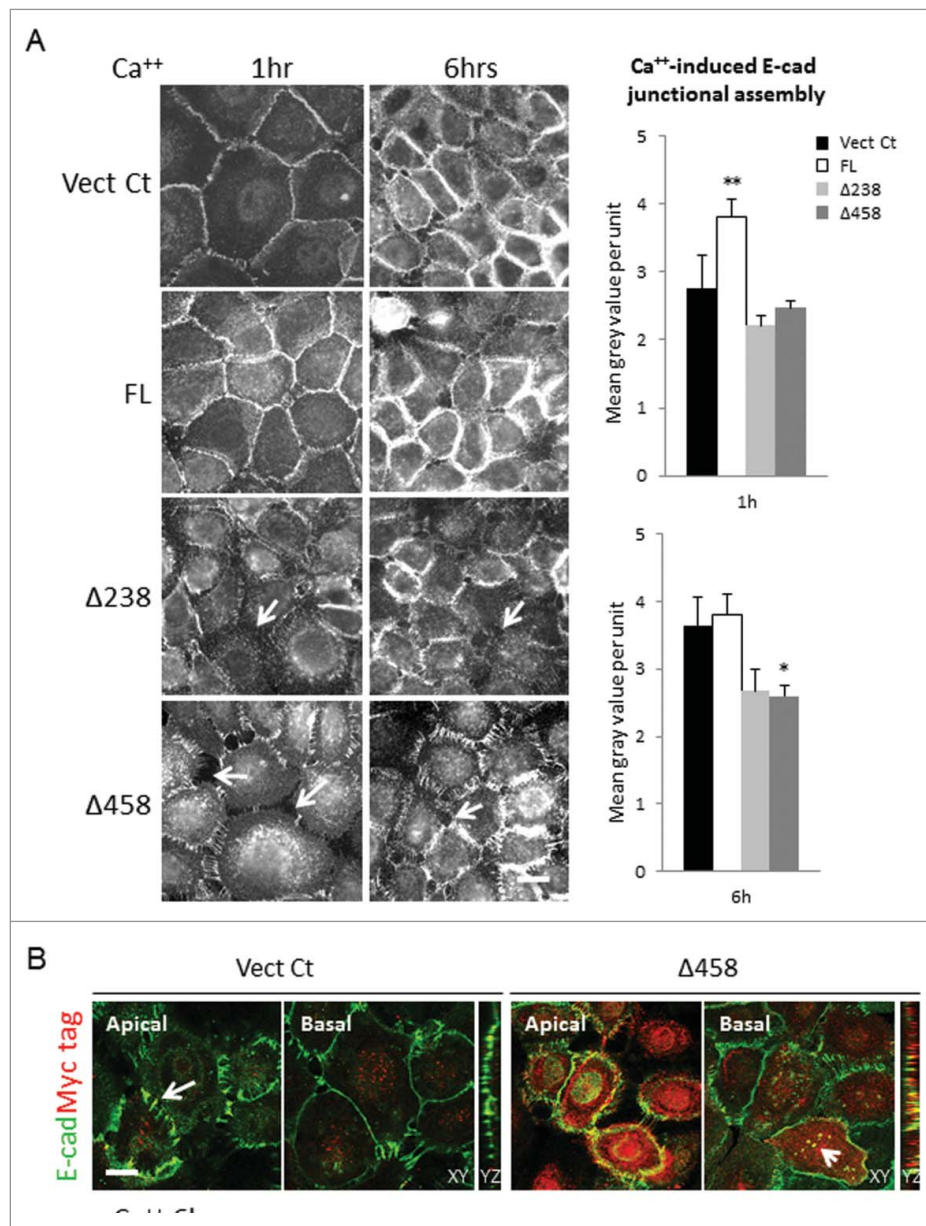 A
Ca⁺⁺ 1hr 6hrs
Vect Ct
FL
Δ238
Δ458
Ca⁺⁺-induced E-cad
junctional assembly
Mean grey value per unit
5
4
3
2
1
0
**
Vect Ct
FL
Δ238
Δ458
1h
Mean gray value per unit
5
4
3
2
1
0
*
6h
B
Vect Ct Δ458
E-cad Myc tag
Apical Basal Apical Basal
XY YZ XY YZ